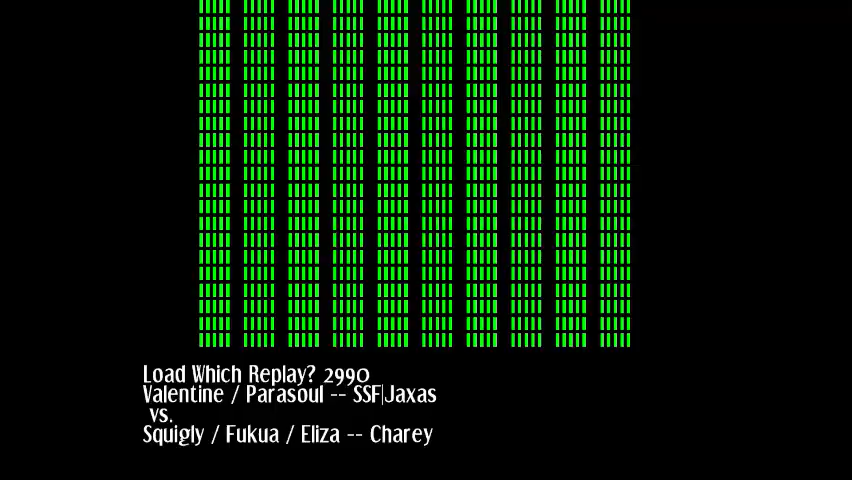 Load Which Replay? 2990
Valentine / Parasoul -- SSF|Jaxas
vs.
Squigly / Fukua / Eliza -- Charey